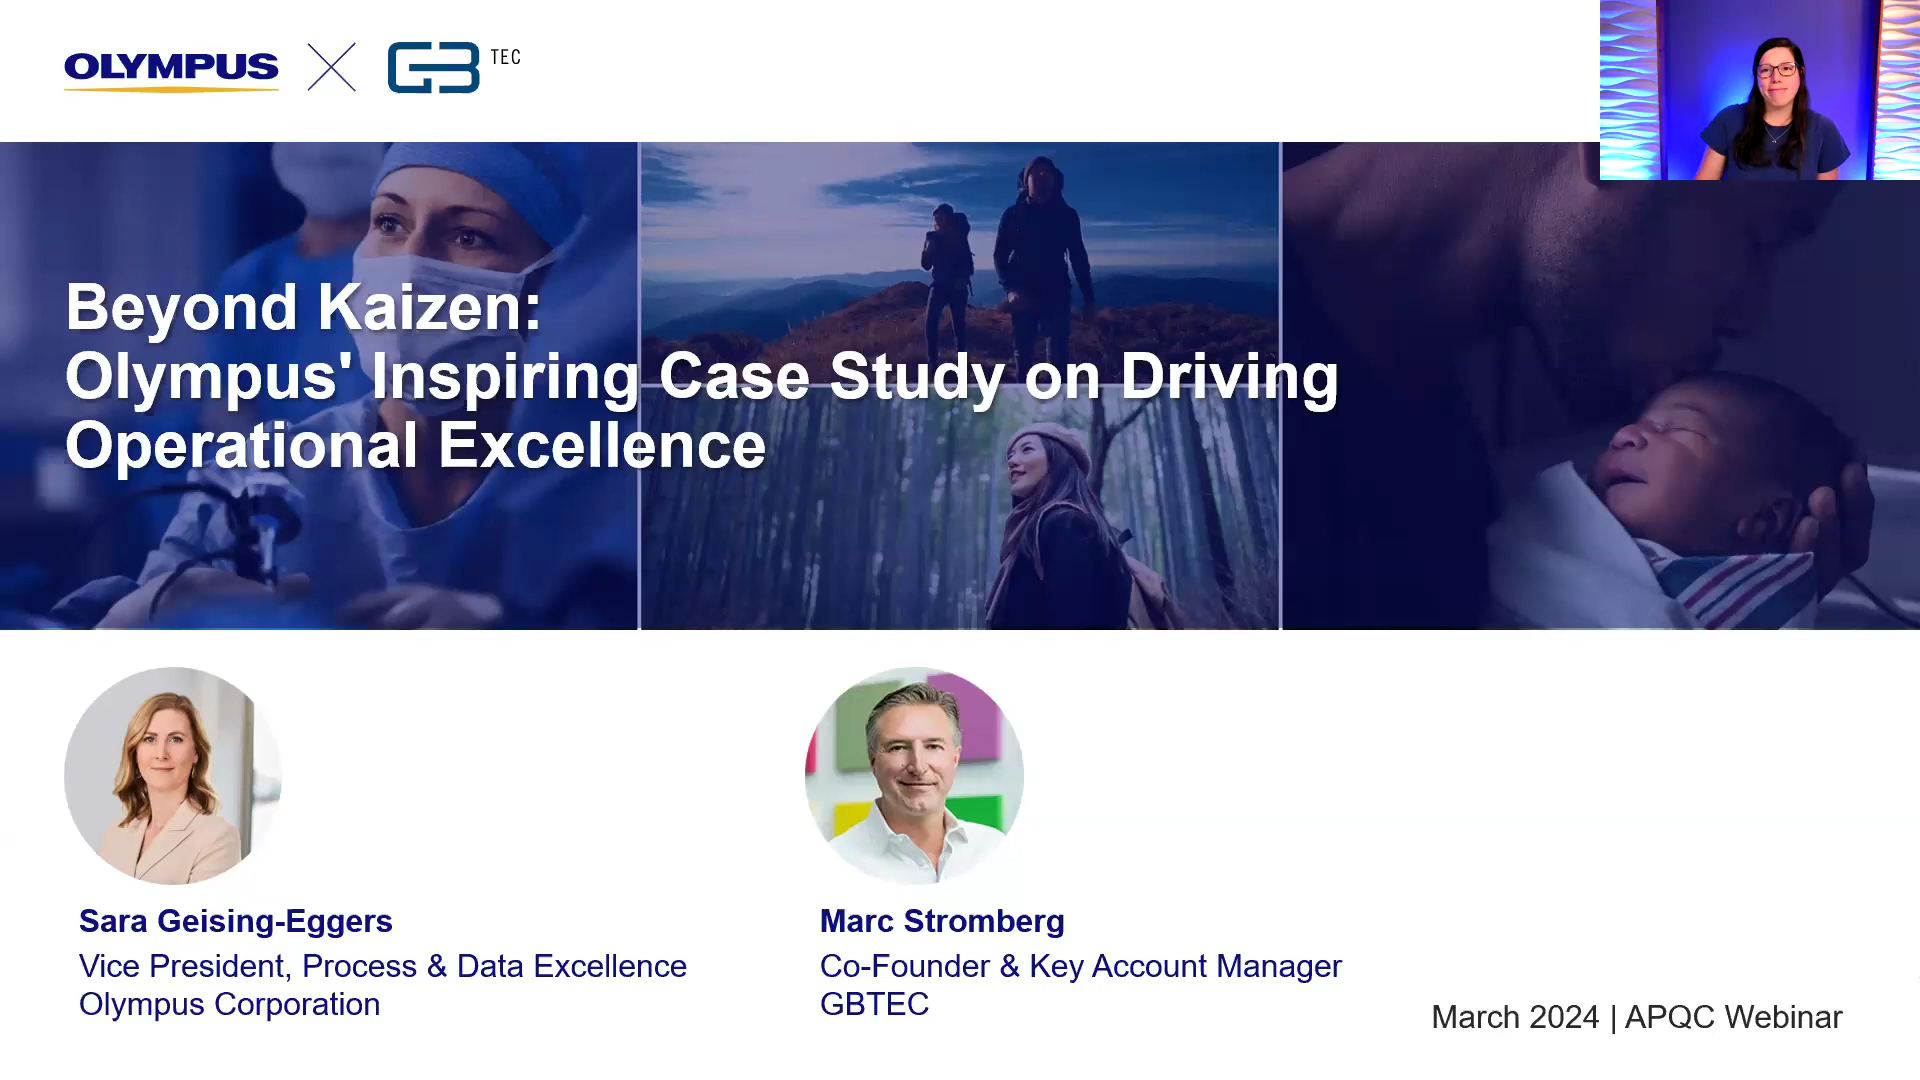 OLYMPUS
GB TEC
Beyond Kaizen:
Olympus' Inspiring Case Study on Driving
Operational Excellence
Sara Geising-Eggers
Vice President, Process & Data Excellence
Olympus Corporation
Marc Stromberg
Co-Founder & Key Account Manager
GBTEC
March 2024 | APQC Webinar